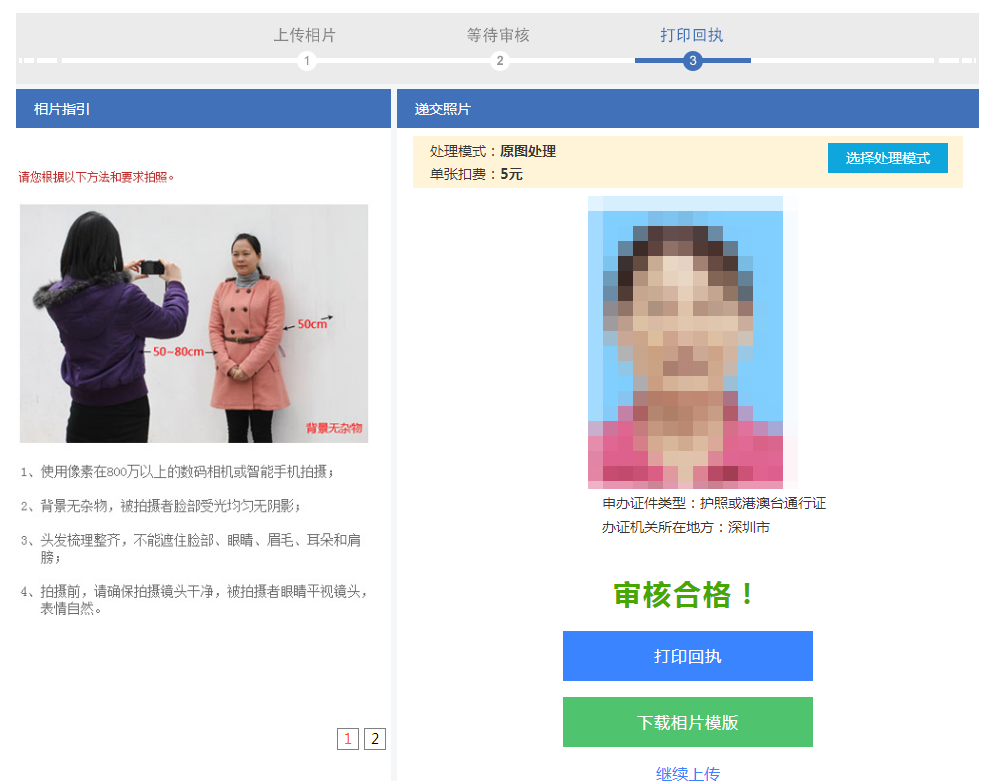 上传相片
等待审核
打印回执
1
2
3
相片指引
请您根据以下方法和要求拍照。
50cm
50~80cm
背景无杂物
1、使用像素在800万以上的数码相机或智能手机拍摄；
2、背景无杂物，被拍摄者脸部受光均匀无阴影；
3、头发梳理整齐，不能遮住脸部、眼睛、眉毛、耳朵和肩
膀；
4、拍摄前，请确保拍摄镜头干净，被拍摄者眼睛平视镜头，
表情自然。
1 2
递交照片
处理模式：原图处理
单张扣费：5元
选择处理模式
申办证件类型：护照或港澳台通行证
办证机关所在地方：深圳市
审核合格！
打印回执
下载相片模版
继续上传